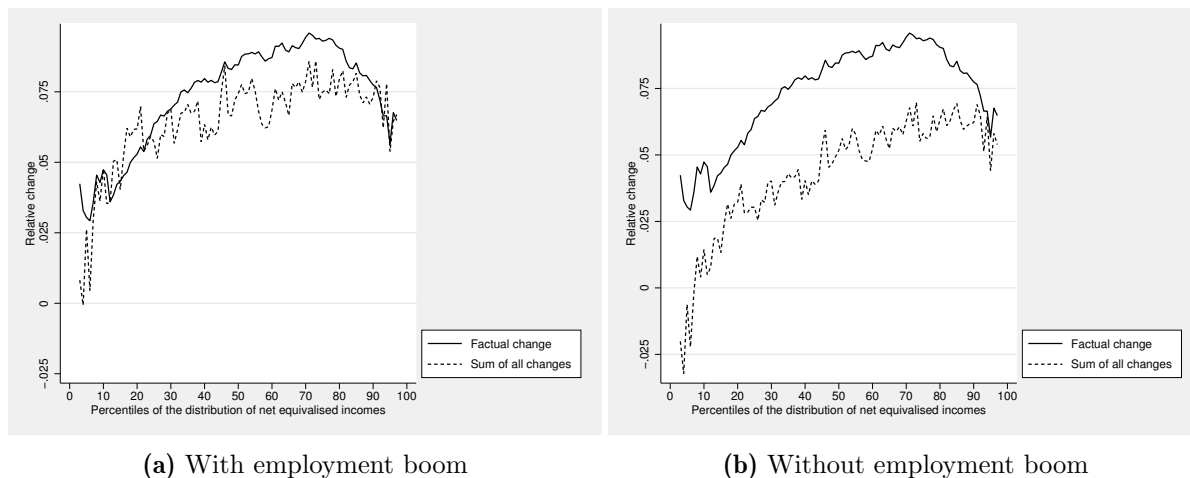 Relative change
-.025 0 .025 .05 .075
0 10 20 30 40 50 60 70 80 90 100
Percentiles of the distribution of net equivalised incomes
Factual change
Sum of all changes
(a) With employment boom
Relative change
-.025 0 .025 .05 .075
0 10 20 30 40 50 60 70 80 90 100
Percentiles of the distribution of net equivalised incomes
Factual change
Sum of all changes
(b) Without employment boom